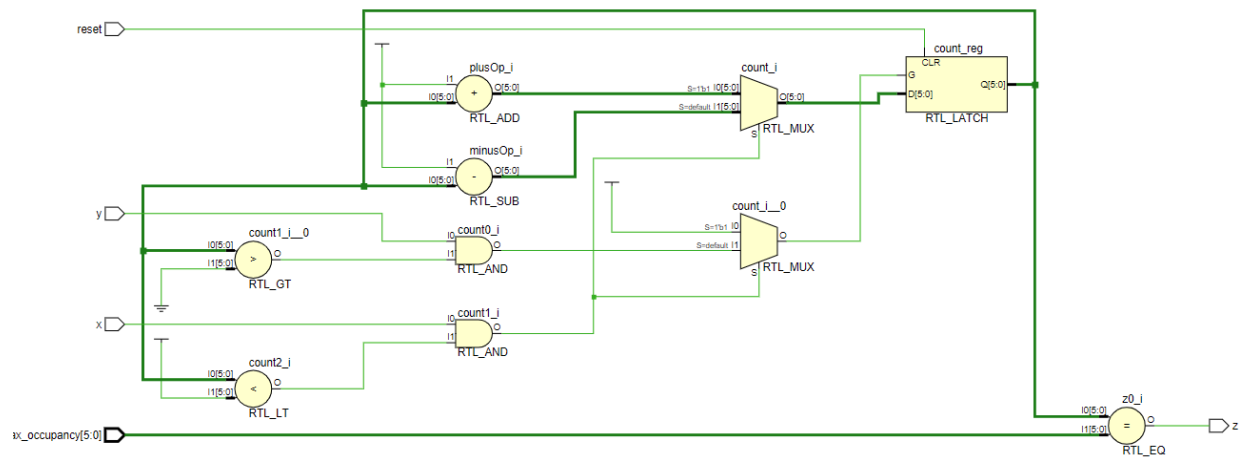 reset
count_reg
CLR
G
D[5:0]
Q[5:0]
RTL_LATCH
plusOp_i
I1
I0[5:0]
+
O[5:0]
RTL_ADD
count_i
S=1'b1 I0[5:0]
S=default I1[5:0]
O[5:0]
S
RTL_MUX
minusOp_i
I1
I0[5:0]
-
O[5:0]
RTL_SUB
y
count1_i__0
I0[5:0]
I1[5:0]
>
O
RTL_GT
count0_i
I0
I1
O
RTL_AND
count_i__0
S=1'b1 I0
S=default I1
O
S
RTL_MUX
x
count1_i
I0
I1
O
RTL_AND
count2_i
I0[5:0]
I1[5:0]
<
O
RTL_LT
ax_occupancy[5:0]
z0_i
I0[5:0]
I1[5:0]
=
O
RTL_EQ
z